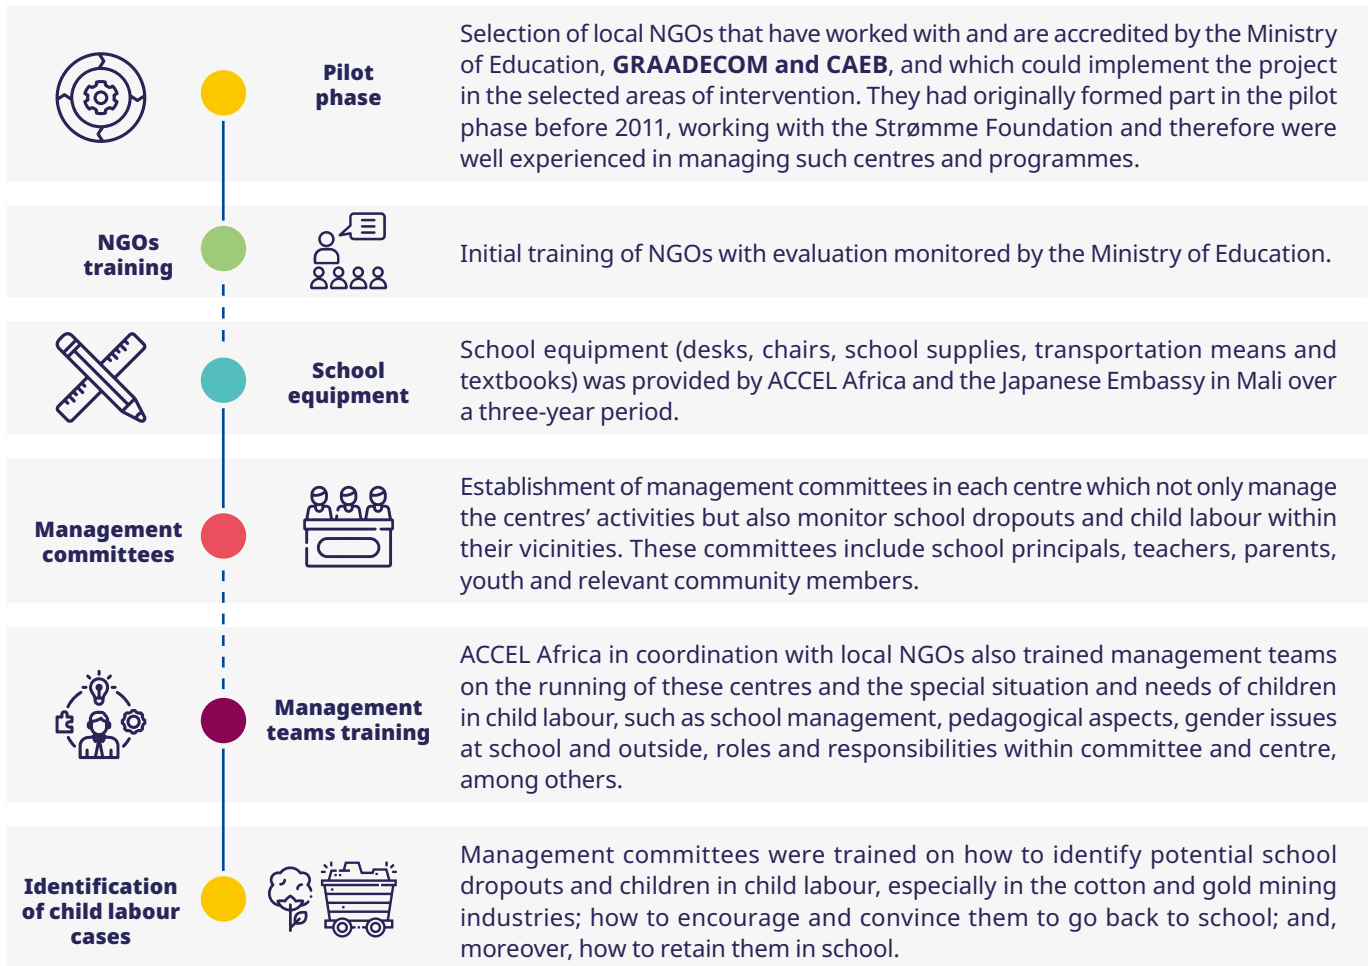 Pilot
phase
Selection of local NGOs that have worked with and are accredited by the Ministry
of Education, GRAADECOM and CAEB, and which could implement the project
in the selected areas of intervention. They had originally formed part in the pilot
phase before 2011, working with the Strømme Foundation and therefore were
well experienced in managing such centres and programmes.
NGOs
training
Initial training of NGOs with evaluation monitored by the Ministry of Education.
School
equipment
School equipment (desks, chairs, school supplies, transportation means and
textbooks) was provided by ACCEL Africa and the Japanese Embassy in Mali over
a three-year period.
Management
committees
Establishment of management committees in each centre which not only manage
the centres’ activities but also monitor school dropouts and child labour within
their vicinities. These committees include school principals, teachers, parents,
youth and relevant community members.
Management
teams training
ACCEL Africa in coordination with local NGOs also trained management teams
on the running of these centres and the special situation and needs of children
in child labour, such as school management, pedagogical aspects, gender issues
at school and outside, roles and responsibilities within committee and centre,
among others.
Identification
of child labour
cases
Management committees were trained on how to identify potential school
dropouts and children in child labour, especially in the cotton and gold mining
industries; how to encourage and convince them to go back to school; and,
moreover, how to retain them in school.